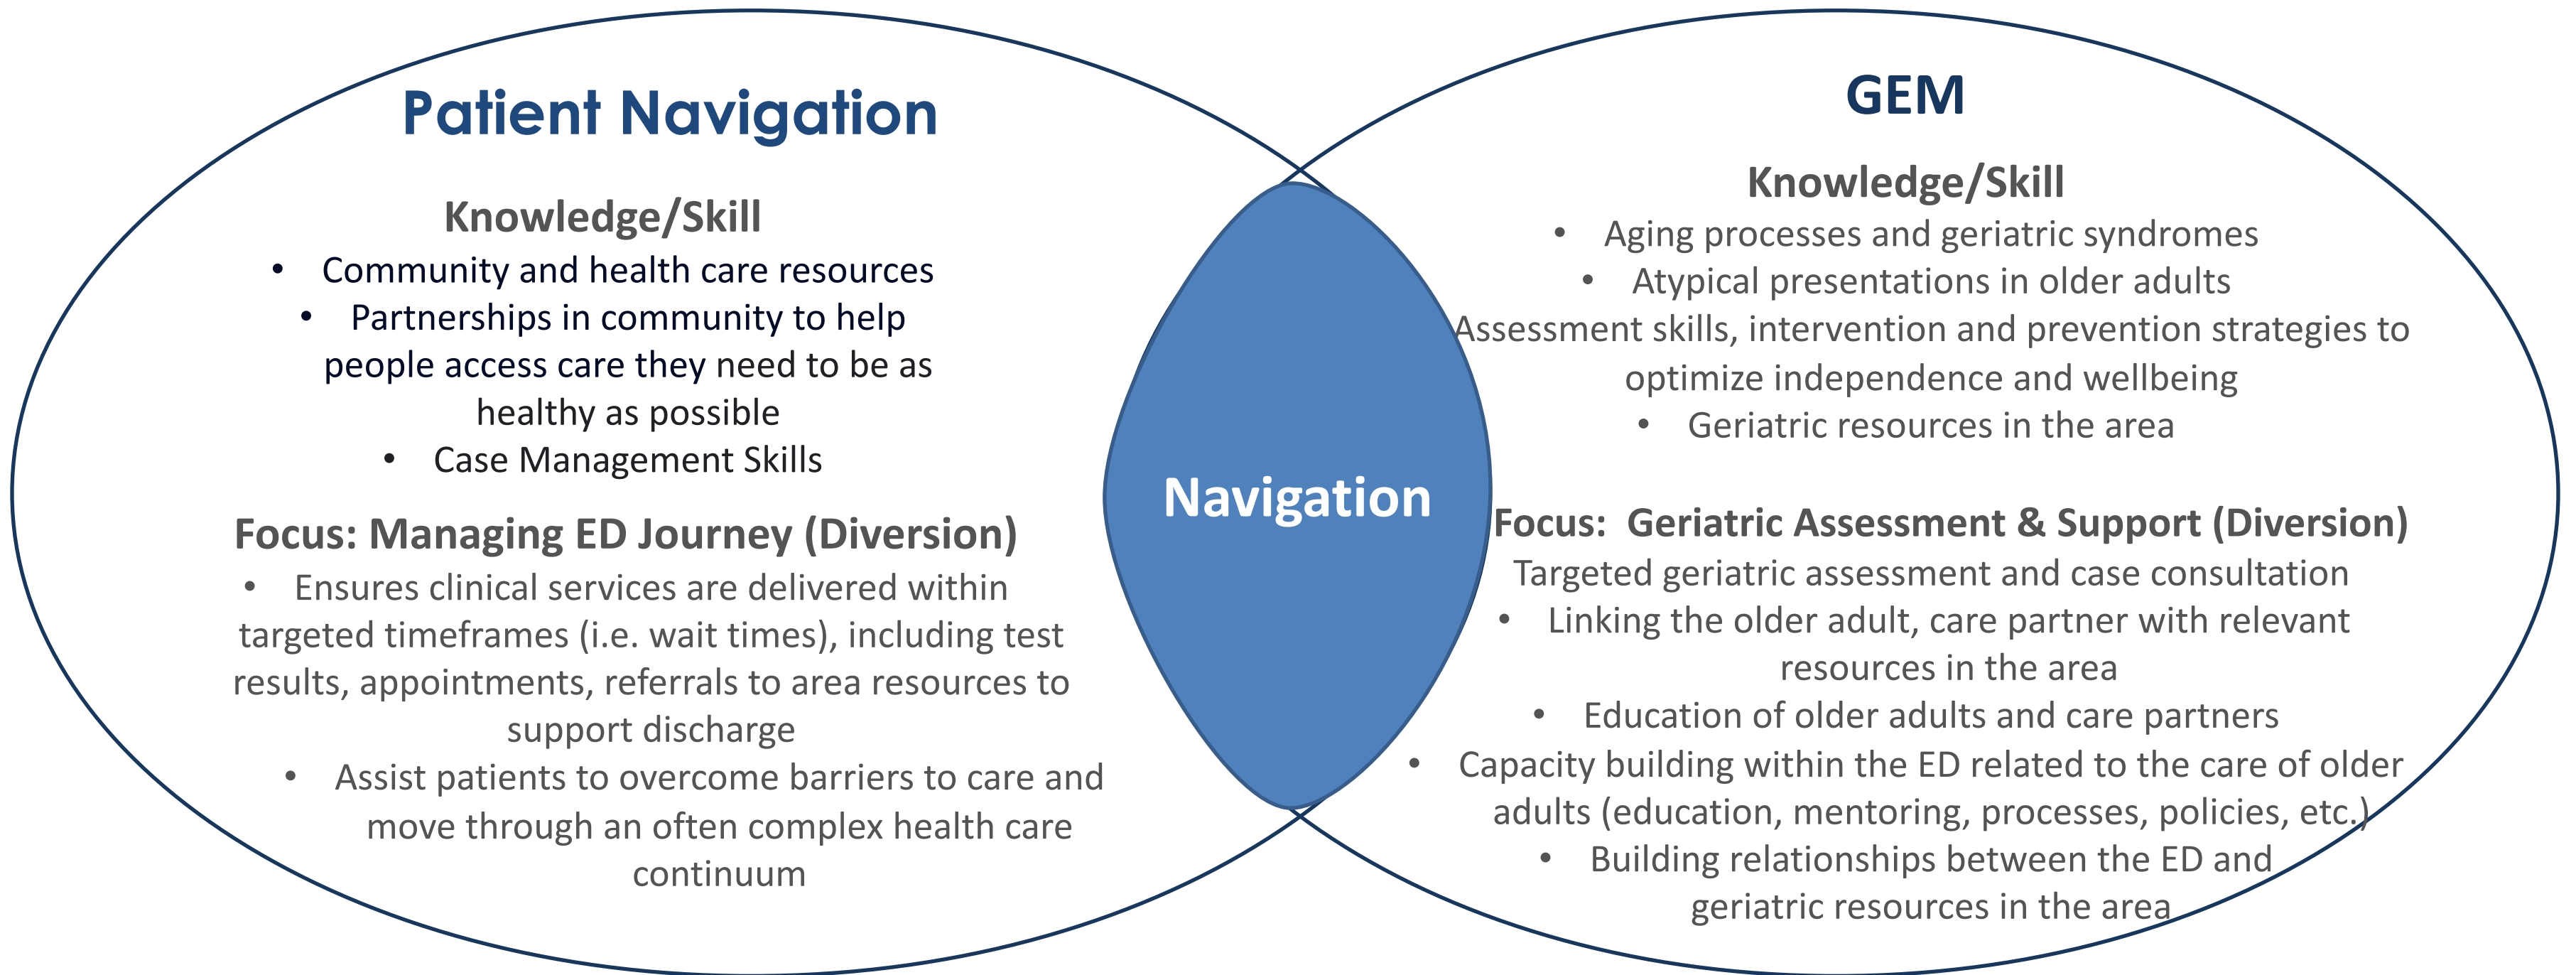 Patient Navigation
Knowledge/Skill
• Community and health care resources
• Partnerships in community to help
people access care they need to be as
healthy as possible
• Case Management Skills
Focus: Managing ED Journey (Diversion)
• Ensures clinical services are delivered within
targeted timeframes (i.e. wait times), including test
results, appointments, referrals to area resources to
support discharge
• Assist patients to overcome barriers to care and
move through an often complex health care
continuum
Navigation
GEM
Knowledge/Skill
• Aging processes and geriatric syndromes
• Atypical presentations in older adults
Assessment skills, intervention and prevention strategies to
optimize independence and wellbeing
• Geriatric resources in the area
Focus: Geriatric Assessment & Support (Diversion)
Targeted geriatric assessment and case consultation
• Linking the older adult, care partner with relevant
resources in the area
• Education of older adults and care partners
• Capacity building within the ED related to the care of older
adults (education, mentoring, processes, policies, etc.)
• Building relationships between the ED and
geriatric resources in the area